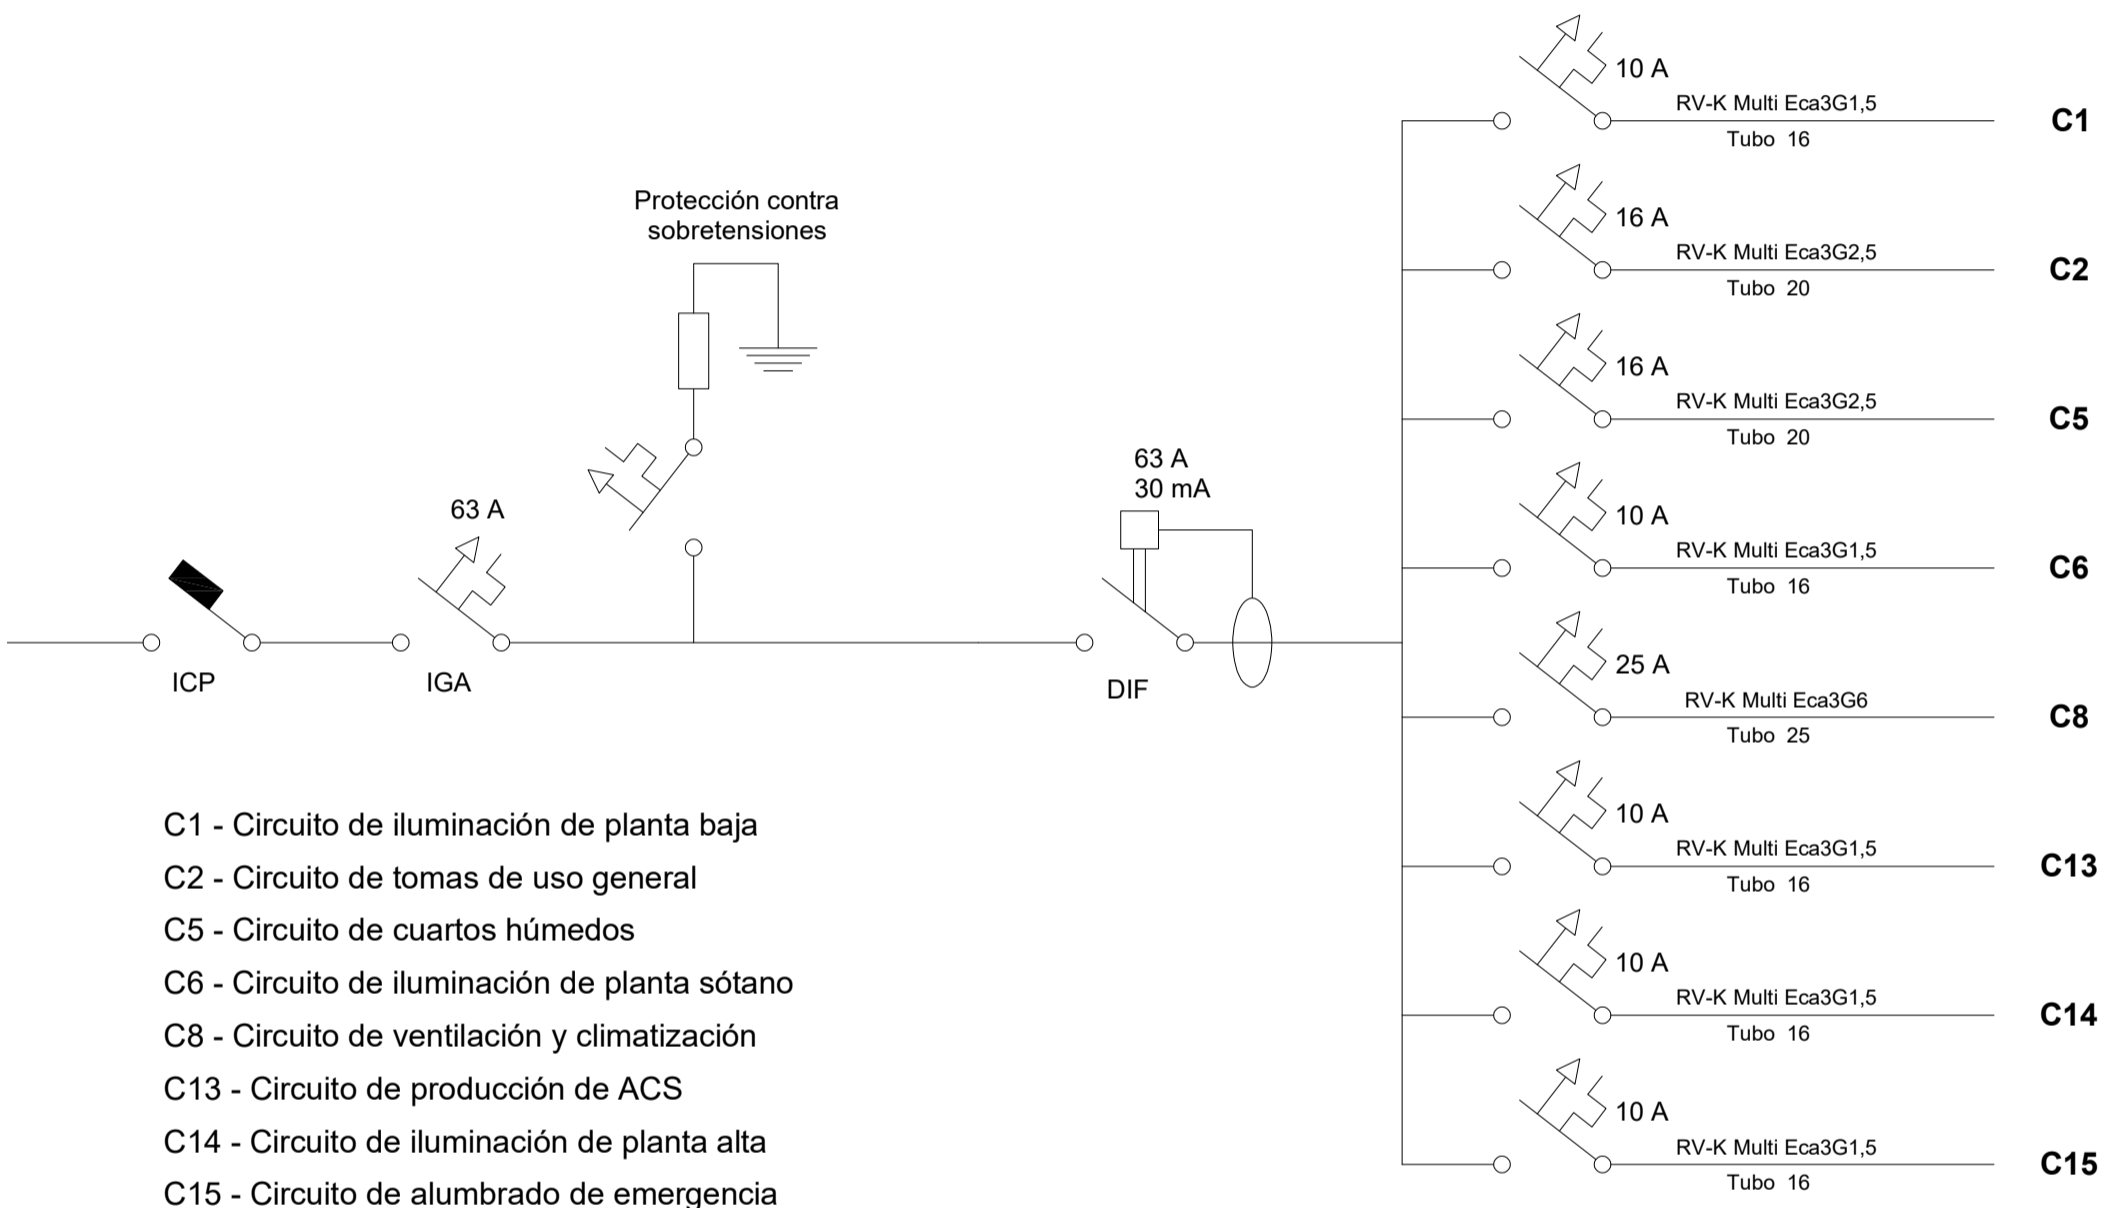 10 A
RV-K Multi Eca3G1,5
Tubo 16
C1
16 A
RV-K Multi Eca3G2,5
Tubo 20
C2
16 A
RV-K Multi Eca3G2,5
Tubo 20
C5
10 A
RV-K Multi Eca3G1,5
Tubo 16
C6
25 A
RV-K Multi Eca3G6
Tubo 25
C8
10 A
RV-K Multi Eca3G1,5
Tubo 16
C13
10 A
RV-K Multi Eca3G1,5
Tubo 16
C14
10 A
RV-K Multi Eca3G1,5
Tubo 16
C15
Protección contra
sobretensiones
63 A
30 mA
63 A
ICP
IGA
DIF
C1 - Circuito de iluminación de planta baja
C2 - Circuito de tomas de uso general
C5 - Circuito de cuartos húmedos
C6 - Circuito de iluminación de planta sótano
C8 - Circuito de ventilación y climatización
C13 - Circuito de producción de ACS
C14 - Circuito de iluminación de planta alta
C15 - Circuito de alumbrado de emergencia